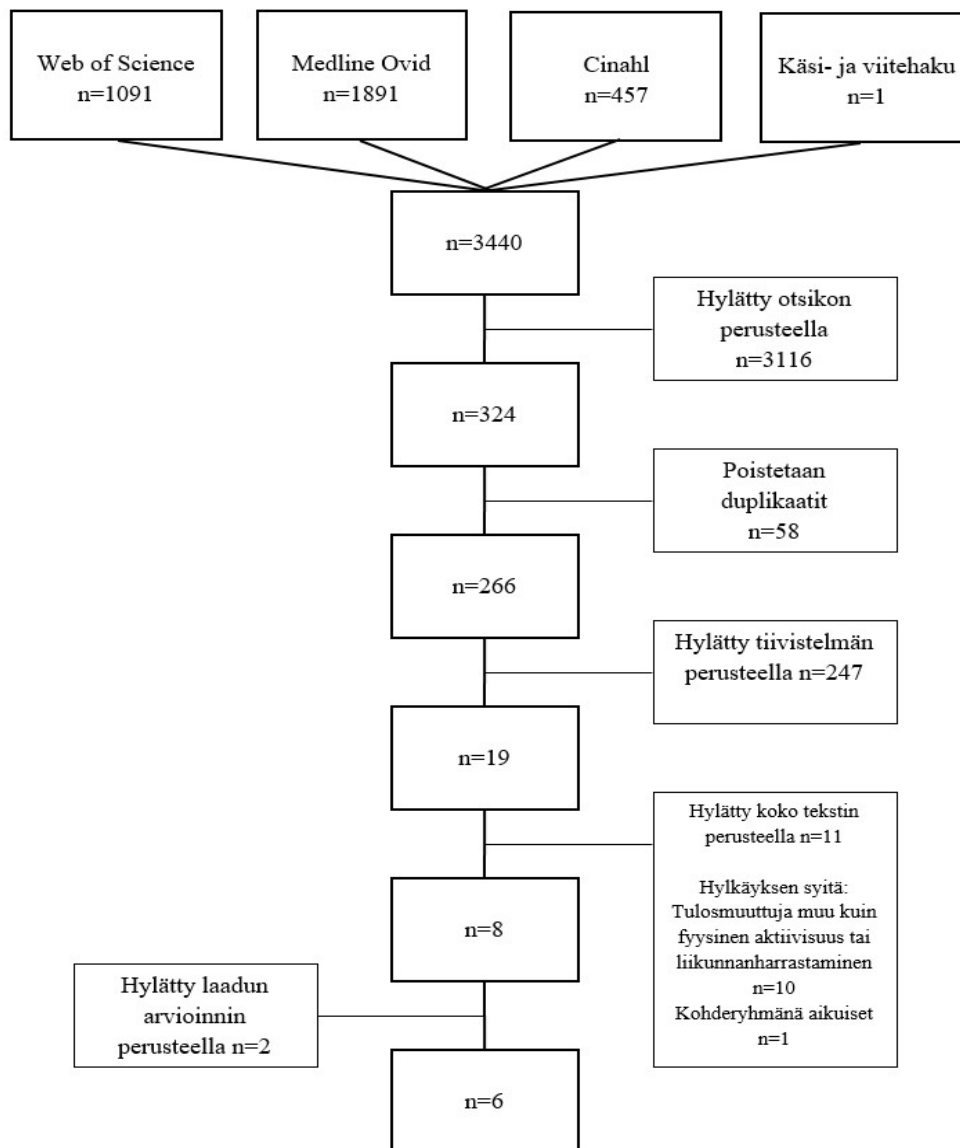 Web of Science
n=1091
Medline Ovid
n=1891
Cinahl
n=457
Käsi- ja viitehaku
n=1
n=3440
Hylätty otsikon
perusteella
n=3116
n=324
Poistetaan
duplikaatit
n=58
n=266
Hylätty tiivistelmän
perusteella n=247
n=19
Hylätty koko tekstin
perusteella n=11
Hylkäyksen syitä:
Tulosmuuttuja muu kuin
fyysinen aktiivisuus tai
liikunnanharrastaminen
n=10
Kohderyhmänä aikuiset
n=1
n=8
Hylätty laadun
arvioinnin
perusteella n=2
n=6